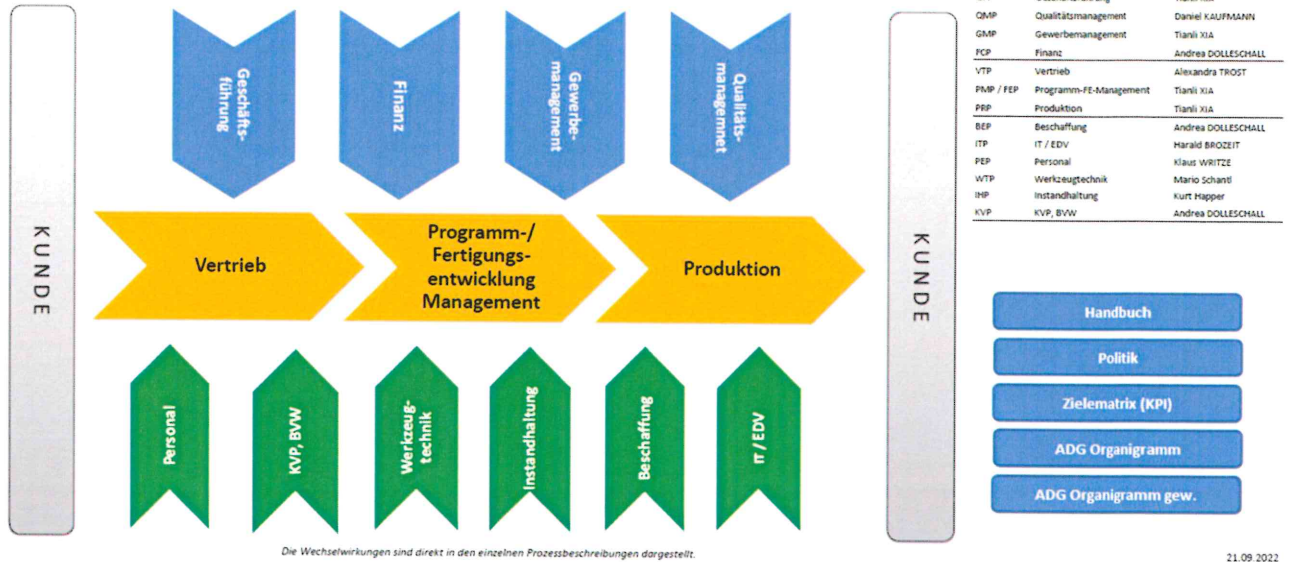 KUNDE
Geschäfts-
führung
Finanz
Gewerbe-
management
Qualitäts-
managemnet
Vertrieb
Programm-/
Fertigungs-
entwicklung
Management
Produktion
Personal
KVP, BVW
Werkzeug-
technik
Instandhaltung
Beschaffung
IT / EDV
KUNDE
QMP Qualitätsmanagement Daniel KAUFMANN
GMP Gewerbemanagement Tianli XIA
FCP Finanz Andrea DOLLESCHALL
VTP Vertrieb Alexandra TROST
PMP / FEP Programm-FE-Management Tianli XIA
PRP Produktion Tianli XIA
BEP Beschaffung Andrea DOLLESCHALL
ITP IT / EDV Harald BROZEIT
PEP Personal Klaus WRITZE
WTP Werkzeugtechnik Mario Schantl
IHP Instandhaltung Kurt Happer
KVP KVP, BVW Andrea DOLLESCHALL
Handbuch
Politik
Zielematrix (KPI)
ADG Organigramm
ADG Organigramm gew.
Die Wechselwirkungen sind direkt in den einzelnen Prozessbeschreibungen dargestellt.
21.09.2022